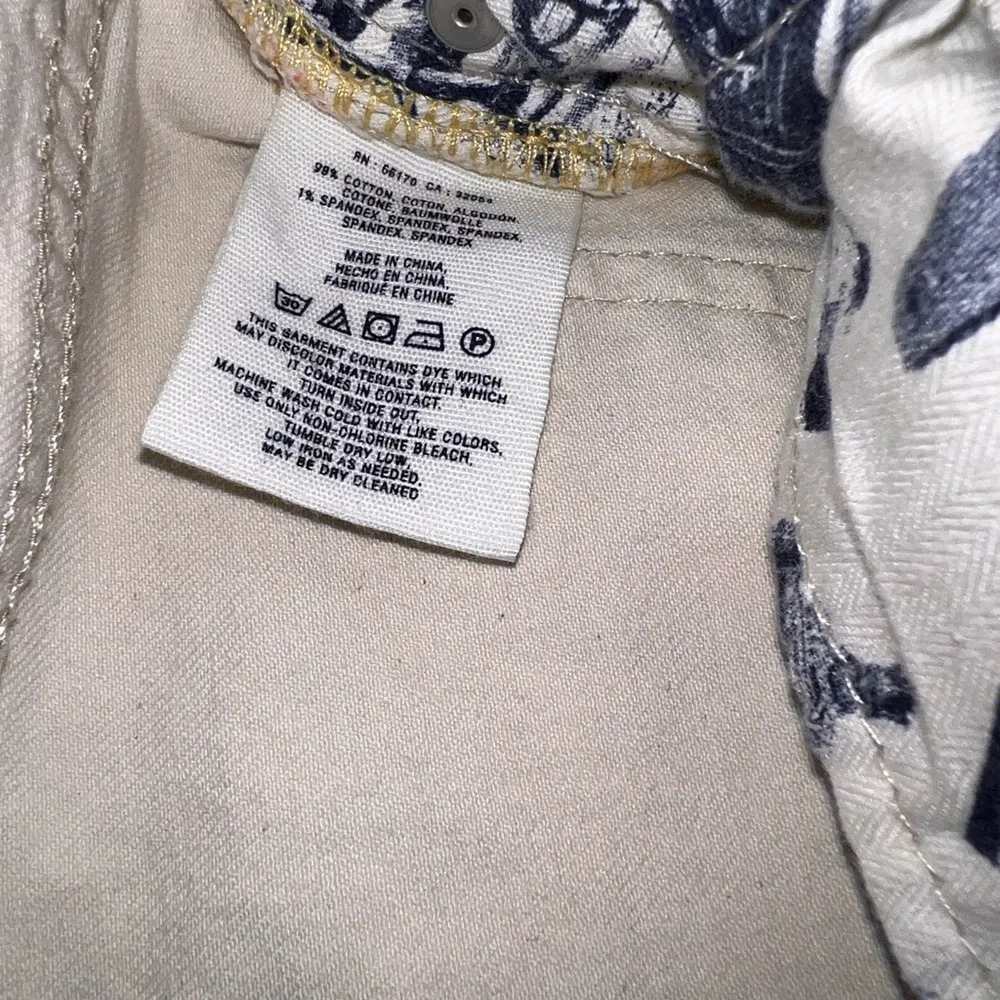 RN : 66170 CA : 32054
98% COTTON, COTON, ALGODÓN,
COTONE, BAUMWOLLE
1% SPANDEX, SPANDEX, SPANDEX,
SPANDEX, SPANDEX
MADE IN CHINA,
HECHO EN CHINA,
FABRIQUÉ EN CHINE
30 P
THIS GARMENT CONTAINS DYE WHICH
MAY DISCOLOR MATERIALS WITH WHICH
IT COMES IN CONTACT.
TURN INSIDE OUT.
MACHINE WASH COLD WITH LIKE COLORS,
USE ONLY NON-CHLORINE BLEACH,
TUMBLE DRY LOW,
LOW IRON AS NEEDED,
MAY BE DRY CLEANED